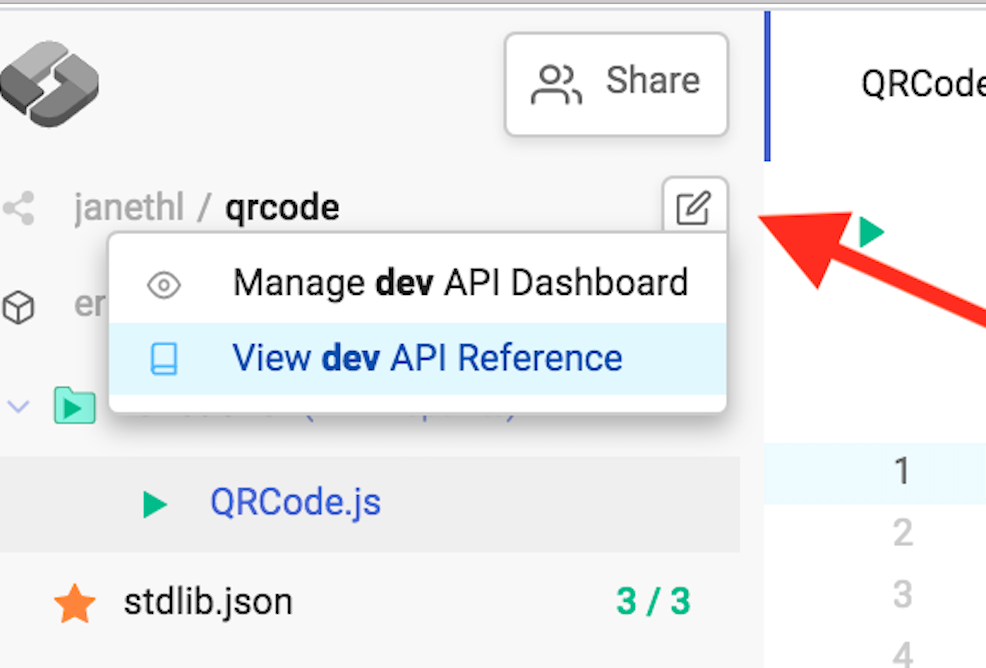 Share
QRCode
janethl / qrcode
Manage dev API Dashboard
er
View dev API Reference
QRCode.js
stdlib.json 3 / 3
1
2
3
4